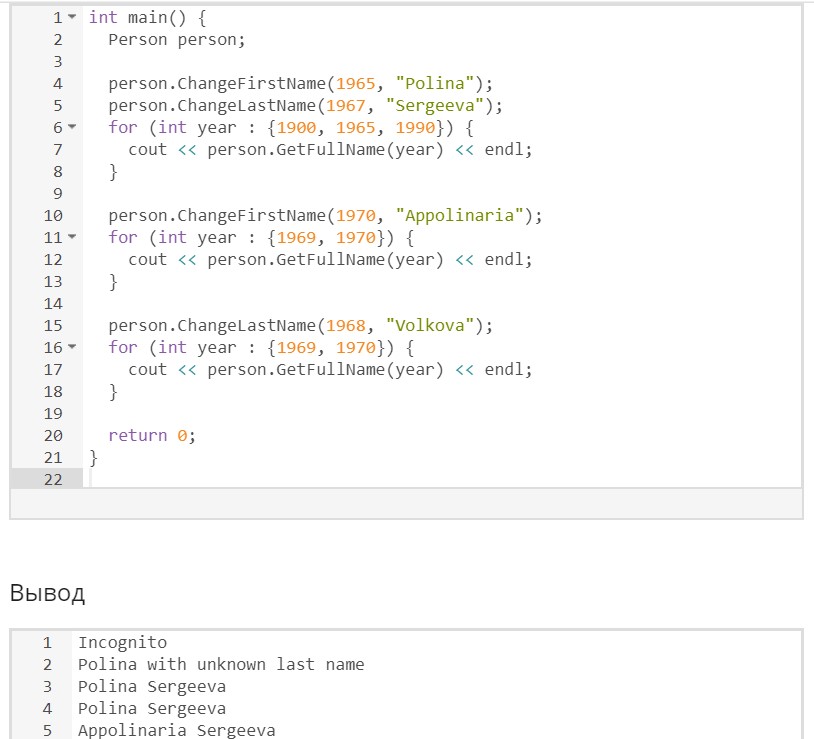 1 int main() {
2 Person person;
3
4 person.ChangeFirstName(1965, "Polina");
5 person.ChangeLastName(1967, "Sergeeva");
6 for (int year : {1900, 1965, 1990}) {
7 cout << person.GetFullName(year) << endl;
8 }
9
10 person.ChangeFirstName(1970, "Appolinaria");
11 for (int year : {1969, 1970}) {
12 cout << person.GetFullName(year) << endl;
13 }
14
15 person.ChangeLastName(1968, "Volkova");
16 for (int year : {1969, 1970}) {
17 cout << person.GetFullName(year) << endl;
18 }
19
20 return 0;
21 }
22
Вывод
1 Incognito
2 Polina with unknown last name
3 Polina Sergeeva
4 Polina Sergeeva
5 Appolinaria Sergeeva